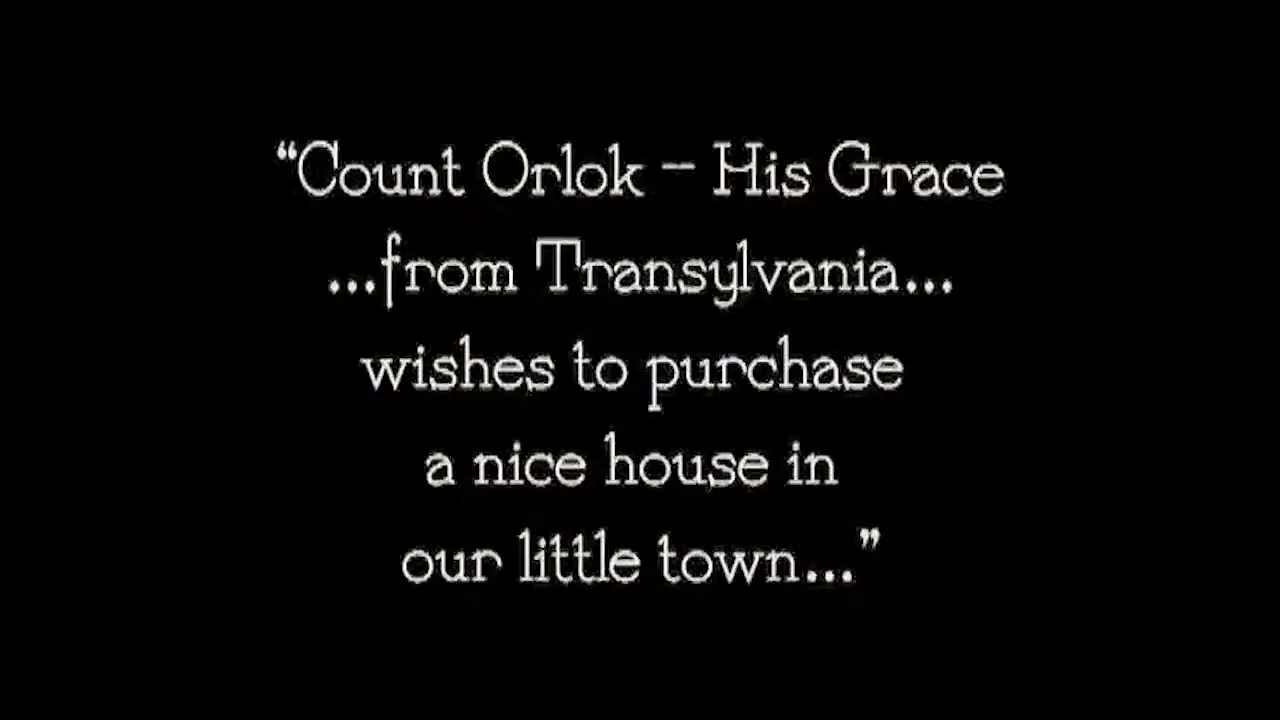 “Count Orlok – His Grace
...from Transylvania...
wishes to purchase
a nice house in
our little town...”